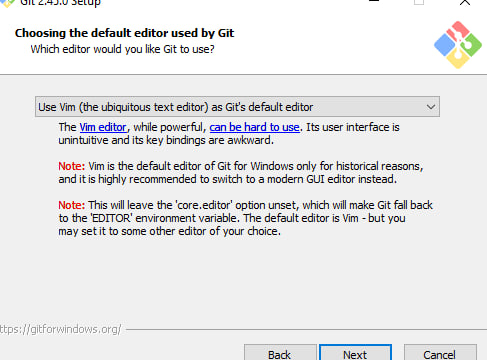 Git 2.45.0 Setup
Choosing the default editor used by Git
Which editor would you like Git to use?
Use Vim (the ubiquitous text editor) as Git's default editor
The Vim editor, while powerful, can be hard to use. Its user interface is
unintuitive and its key bindings are awkward.
Note: Vim is the default editor of Git for Windows only for historical reasons,
and it is highly recommended to switch to a modern GUI editor instead.
Note: This will leave the 'core.editor' option unset, which will make Git fall back
to the 'EDITOR' environment variable. The default editor is Vim - but you
may set it to some other editor of your choice.
ttps://gitforwindows.org/
Back
Next
Cancel